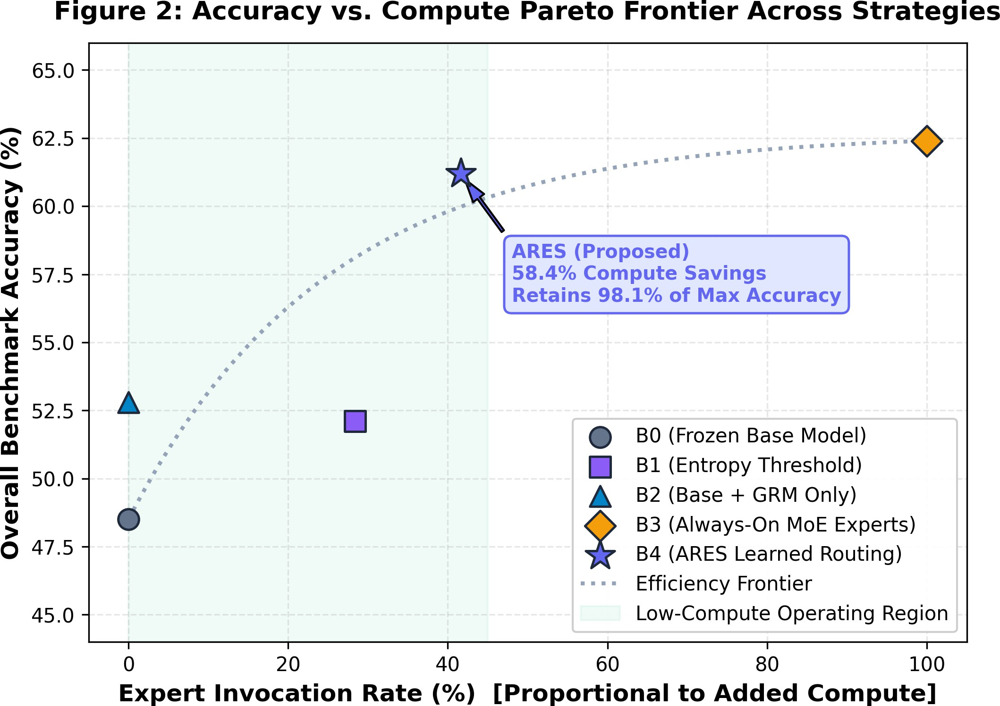 Figure 2: Accuracy vs. Compute Pareto Frontier Across Strategies
Overall Benchmark Accuracy (%)
65.0
62.5
60.0
57.5
55.0
52.5
50.0
47.5
45.0
ARES (Proposed)
58.4% Compute Savings
Retains 98.1% of Max Accuracy
B0 (Frozen Base Model)
B1 (Entropy Threshold)
B2 (Base + GRM Only)
B3 (Always-On MoE Experts)
B4 (ARES Learned Routing)
Efficiency Frontier
Low-Compute Operating Region
0 20 40 60 80 100
Expert Invocation Rate (%) [Proportional to Added Compute]